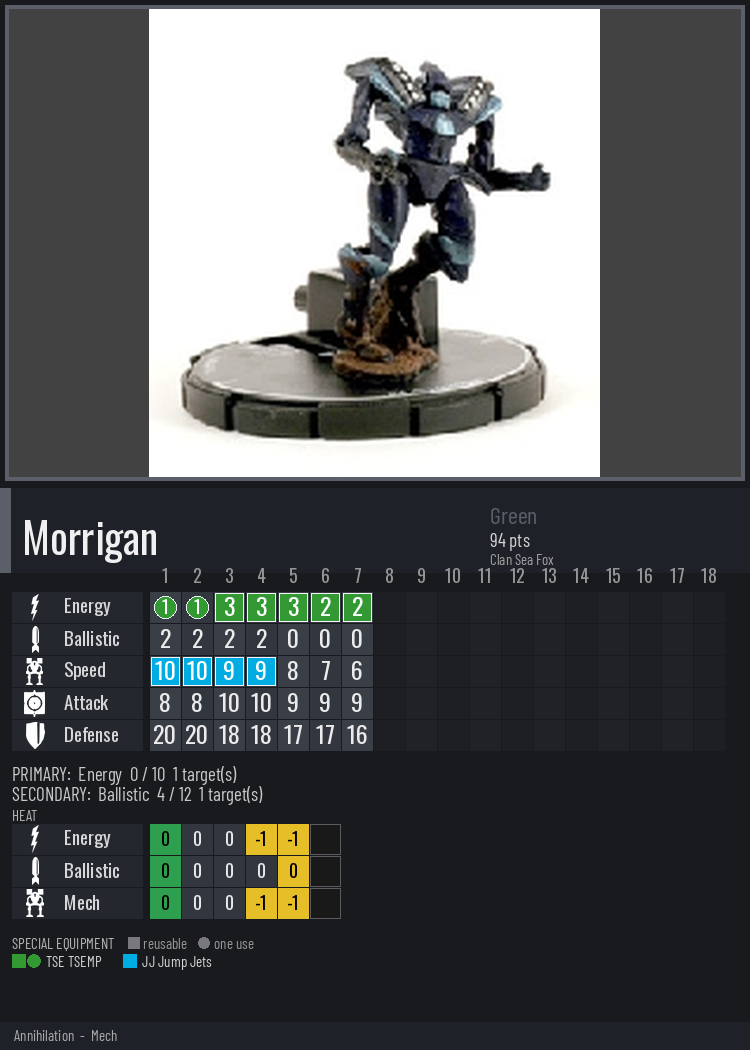 Morrigan
Green
94 pts
Clan Sea Fox
1 2 3 4 5 6 7 8 9 10 11 12 13 14 15 16 17 18
Energy 1 1 3 3 3 2 2
Ballistic 2 2 2 2 0 0 0
Speed 10 10 9 9 8 7 6
Attack 8 8 10 10 9 9 9
Defense 20 20 18 18 17 17 16
PRIMARY: Energy 0 / 10 1 target(s)
SECONDARY: Ballistic 4 / 12 1 target(s)
HEAT
Energy 0 0 0 -1 -1
Ballistic 0 0 0 0 0
Mech 0 0 0 -1 -1
SPECIAL EQUIPMENT reusable one use
TSE TSEMP JJ Jump Jets
Annihilation - Mech